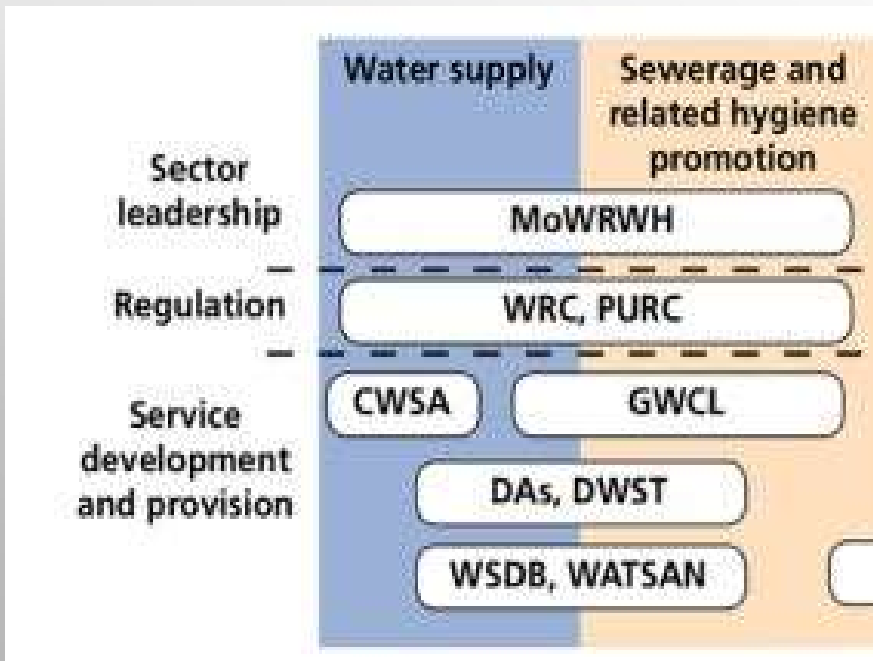 Water supply
Sewerage and
related hygiene
promotion
Sector
leadership
MoWRWH
Regulation
WRC, PURC
Service
development
and provision
CWSA
GWCL
DAs, DWST
WSDB, WATSAN